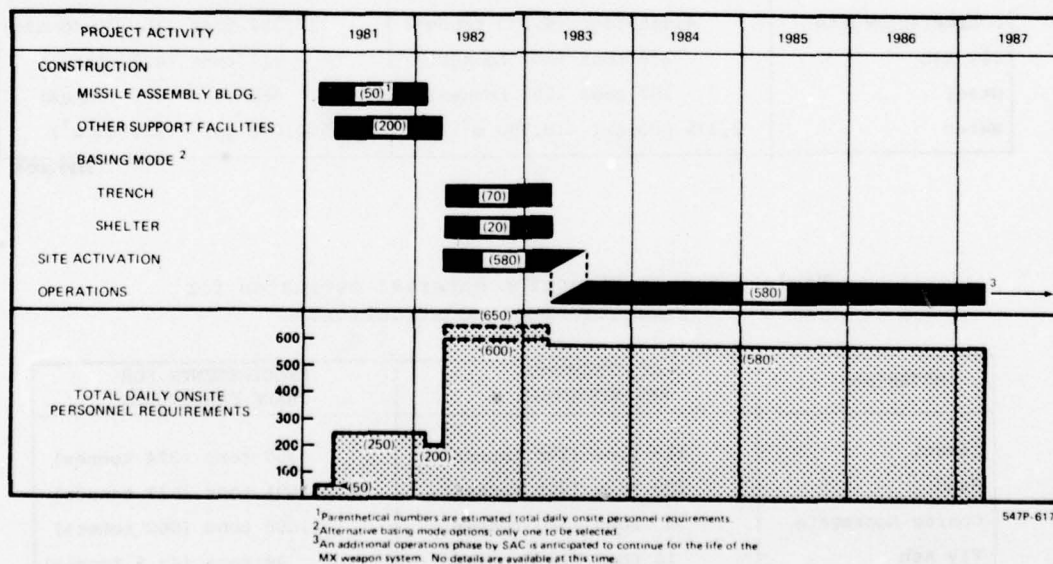 PROJECT ACTIVITY 1981 1982 1983 1984 1985 1986 1987
CONSTRUCTION
MISSILE ASSEMBLY BLDG. (50)1
OTHER SUPPORT FACILITIES (200)
BASING MODE 2
TRENCH (70)
SHELTER (20)
SITE ACTIVATION (580)
OPERATIONS (580) 3
(650)
600 (600) (580)
500
TOTAL DAILY ONSITE
PERSONNEL REQUIREMENTS
400
300
200 (250) (200)
100
(50)
1Parenthetical numbers are estimated total daily onsite personnel requirements.
2Alternative basing mode options; only one to be selected.
3An additional operations phase by SAC is anticipated to continue for the life of the
MX weapon system. No details are available at this time.
547P-617